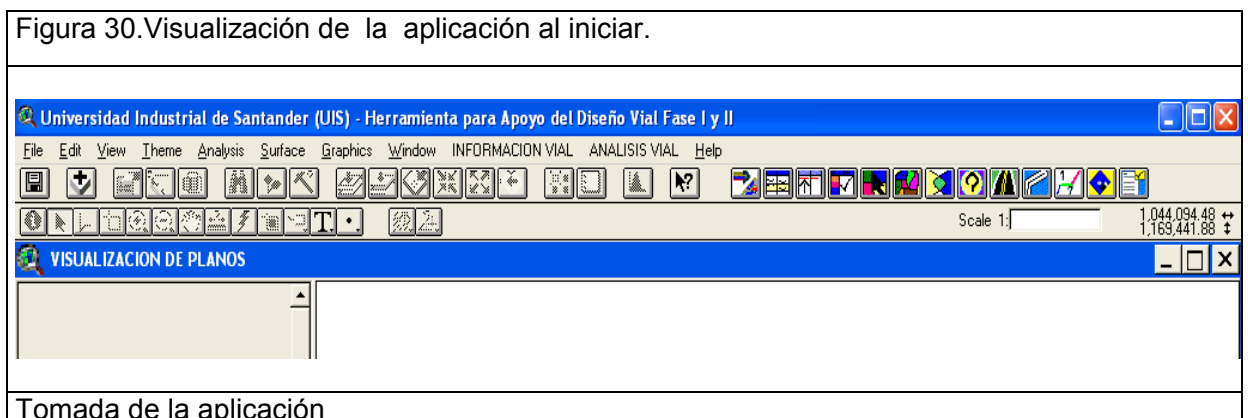 Figura 30.Visualización de la aplicación al iniciar.
Universidad Industrial de Santander (UIS) - Herramienta para Apoyo del Diseño Vial Fase I y II
File Edit View Theme Analysis Surface Graphics Window INFORMACION VIAL ANALISIS VIAL Help
Scale 1: 1,044,094.48
1,169,441.88
VISUALIZACION DE PLANOS
Tomada de la aplicación